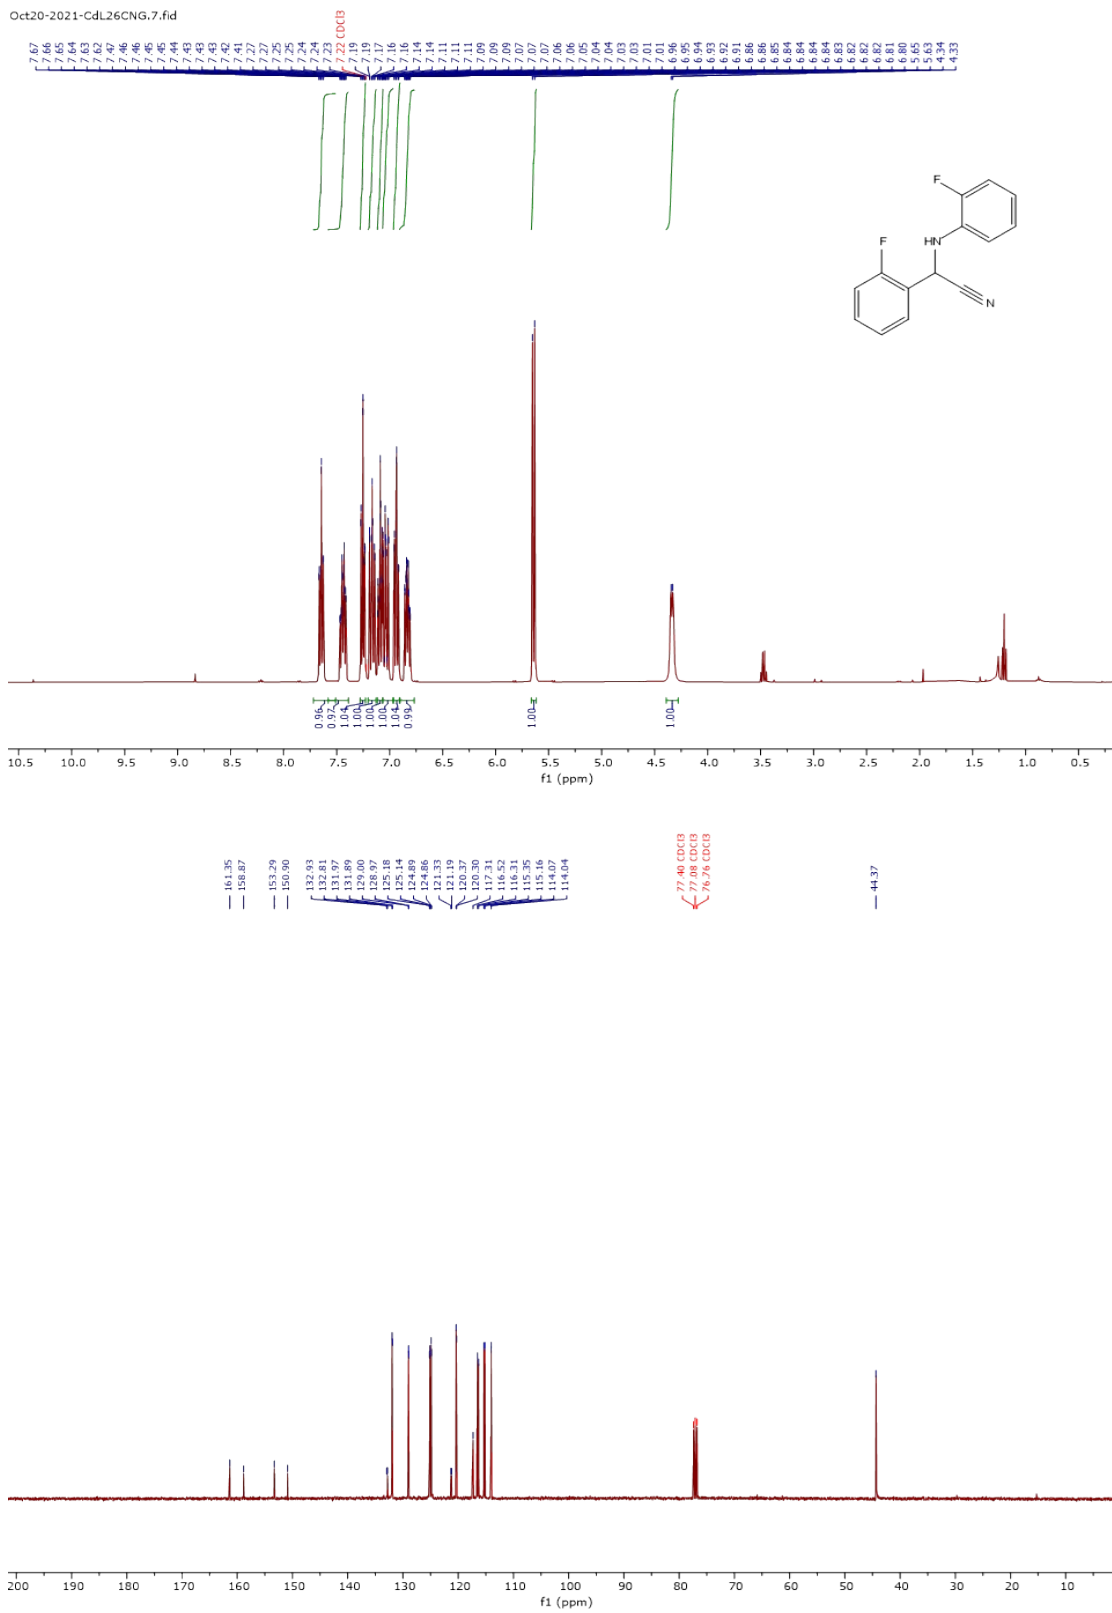 Oct20-2021-CdL26CNG.7.fid
7.67 7.66 7.65 7.64 7.63 7.62 7.47 7.46 7.46 7.45 7.45 7.44 7.43 7.43 7.43 7.42 7.41 7.27 7.27 7.25 7.25 7.24 7.24 7.23 7.22 CDCl3 7.19 7.19 7.17 7.16 7.16 7.14 7.14 7.11 7.11 7.11 7.09 7.09 7.09 7.07 7.07 7.07 7.06 7.06 7.05 7.04 7.04 7.03 7.03 7.01 7.01 6.96 6.95 6.94 6.93 6.92 6.91 6.86 6.86 6.85 6.84 6.84 6.84 6.83 6.82 6.82 6.82 6.81 6.80 5.65 5.63 4.34 4.33
F
HN
F
N
0.96 0.97 1.04 1.00 1.00 1.00 1.04 0.99 1.00 1.00
10.5 10.0 9.5 9.0 8.5 8.0 7.5 7.0 6.5 6.0 5.5 5.0 4.5 4.0 3.5 3.0 2.5 2.0 1.5 1.0 0.5
f1 (ppm)
161.35 158.87 153.29 150.90 132.93 132.81 131.97 131.89 129.00 128.97 125.18 125.14 124.89 124.86 121.33 121.19 120.37 120.30 117.31 116.52 116.31 115.35 115.16 114.07 114.04 77.40 CDCl3 77.08 CDCl3 76.76 CDCl3 44.37
200 190 180 170 160 150 140 130 120 110 100 90 80 70 60 50 40 30 20 10
f1 (ppm)